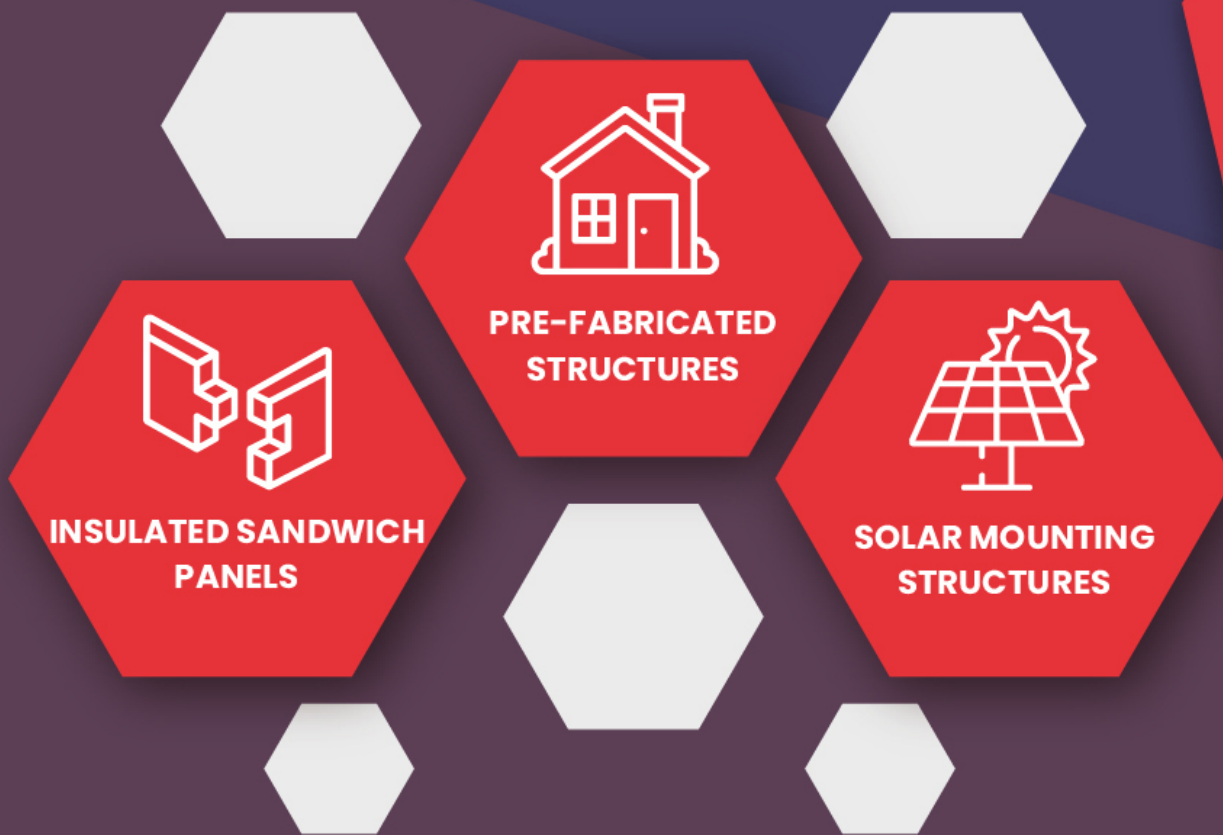 PRE-FABRICATED
STRUCTURES
INSULATED SANDWICH
PANELS
SOLAR MOUNTING
STRUCTURES